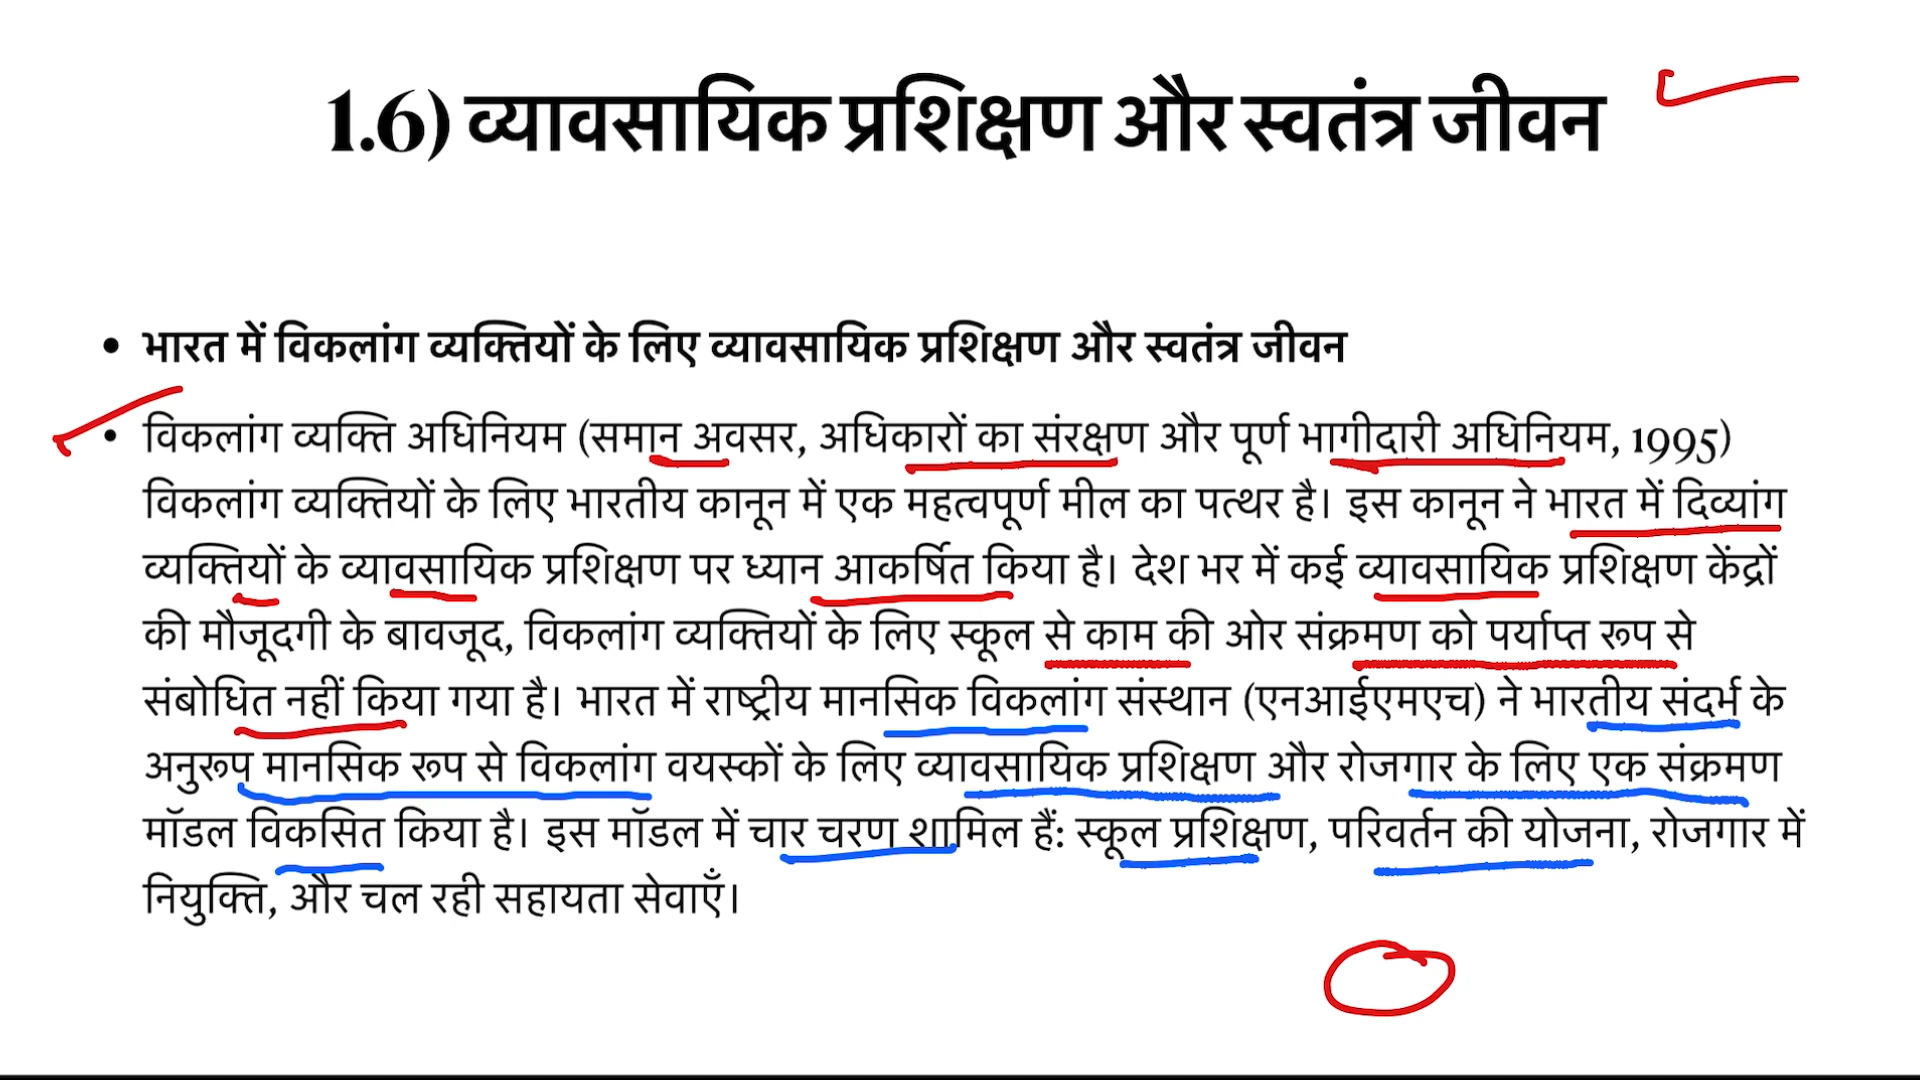 1.6) व्यावसायिक प्रशिक्षण और स्वतंत्र जीवन
• भारत में विकलांग व्यक्तियों के लिए व्यावसायिक प्रशिक्षण और स्वतंत्र जीवन
• विकलांग व्यक्ति अधिनियम (समान अवसर, अधिकारों का संरक्षण और पूर्ण भागीदारी अधिनियम, 1995)
विकलांग व्यक्तियों के लिए भारतीय कानून में एक महत्वपूर्ण मील का पत्थर है। इस कानून ने भारत में दिव्यांग
व्यक्तियों के व्यावसायिक प्रशिक्षण पर ध्यान आकर्षित किया है। देश भर में कई व्यावसायिक प्रशिक्षण केंद्रों
की मौजूदगी के बावजूद, विकलांग व्यक्तियों के लिए स्कूल से काम की ओर संक्रमण को पर्याप्त रूप से
संबोधित नहीं किया गया है। भारत में राष्ट्रीय मानसिक विकलांग संस्थान (एनआईएमएच) ने भारतीय संदर्भ के
अनुरूप मानसिक रूप से विकलांग वयस्कों के लिए व्यावसायिक प्रशिक्षण और रोजगार के लिए एक संक्रमण
मॉडल विकसित किया है। इस मॉडल में चार चरण शामिल हैं: स्कूल प्रशिक्षण, परिवर्तन की योजना, रोजगार में
नियुक्ति, और चल रही सहायता सेवाएँ।